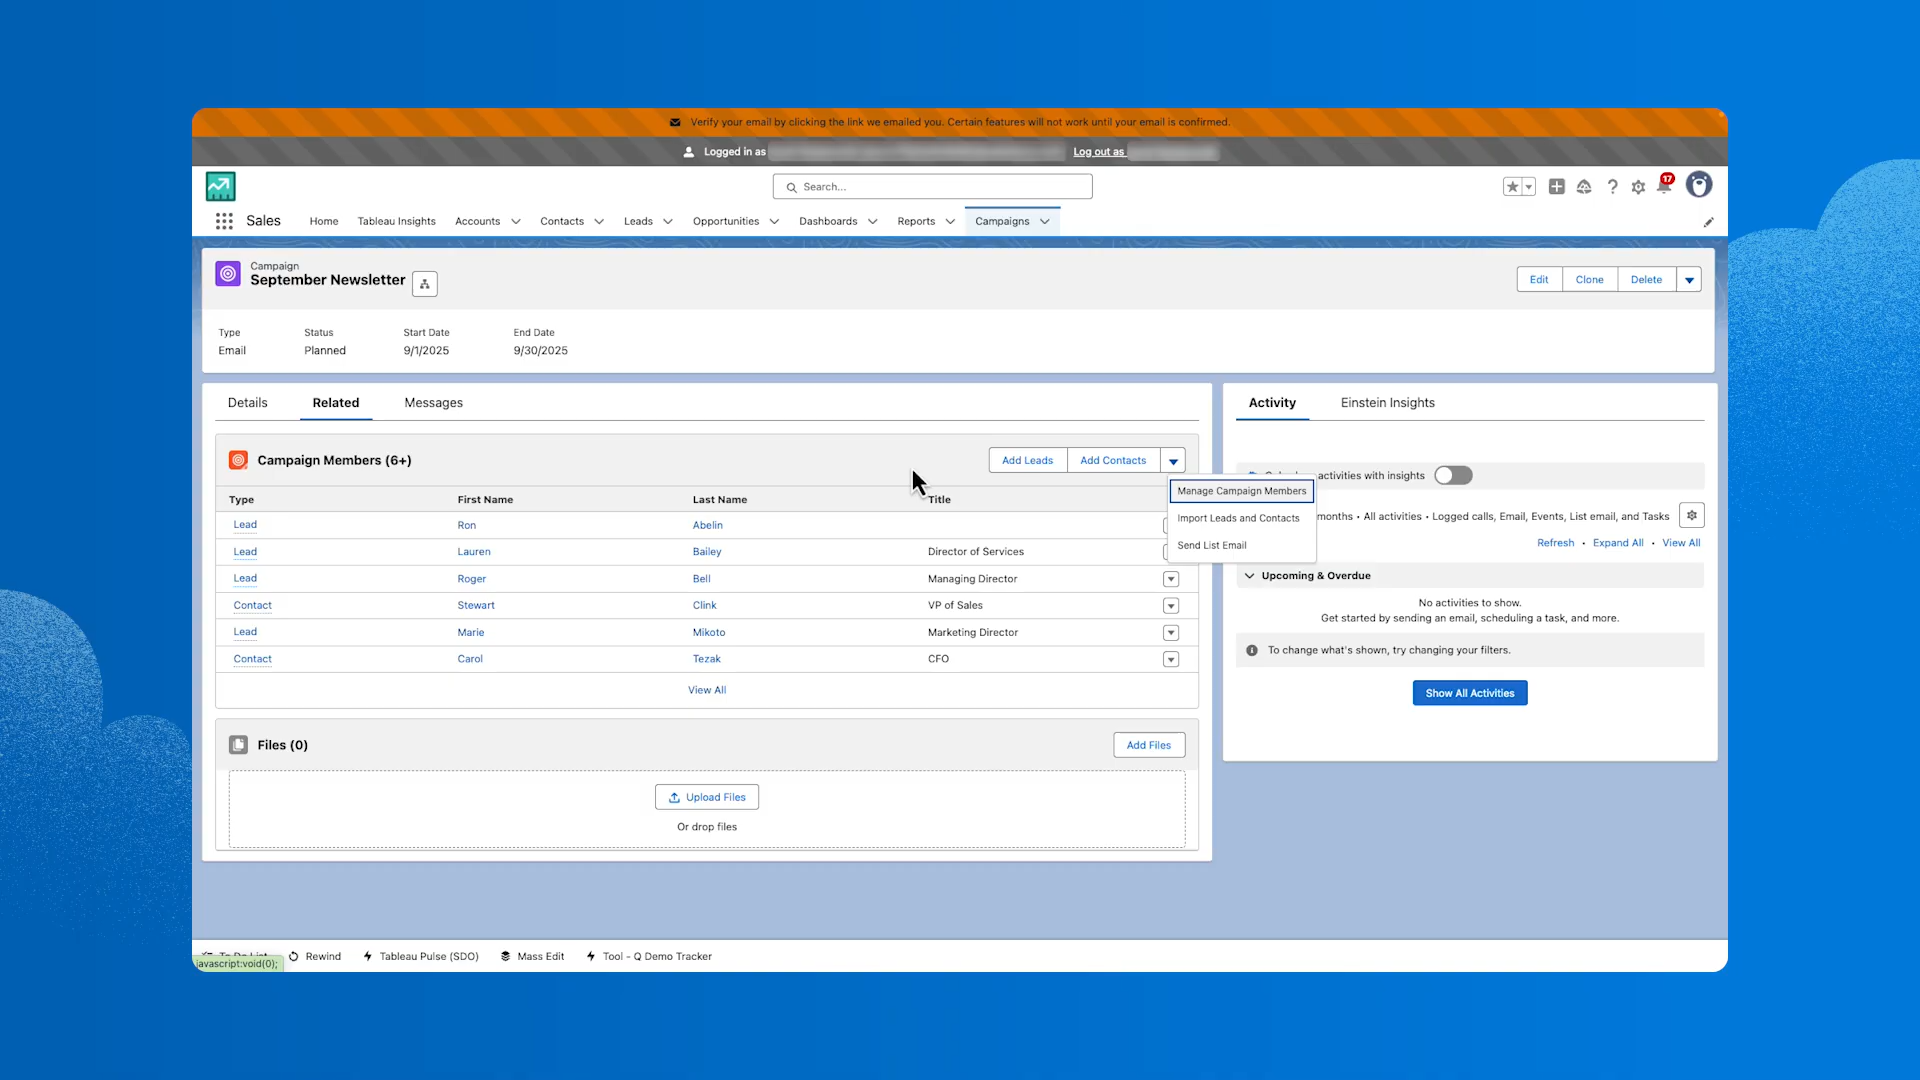 Verify your email by clicking the link we emailed you. Certain features will not work until your email is confirmed.
Logged in as
Log out as
Search...
17
Sales
Home
Tableau Insights
Accounts
Contacts
Leads
Opportunities
Dashboards
Reports
Campaigns
Campaign
September Newsletter
Edit
Clone
Delete
Type
Status
Start Date
End Date
Email
Planned
9/1/2025
9/30/2025
Details
Related
Messages
Campaign Members (6+)
Add Leads
Add Contacts
Manage Campaign Members
Import Leads and Contacts
Send List Email
Type
First Name
Last Name
Title
Lead
Ron
Abelin
Lead
Lauren
Bailey
Director of Services
Lead
Roger
Bell
Managing Director
Contact
Stewart
Clink
VP of Sales
Lead
Marie
Mikoto
Marketing Director
Contact
Carol
Tezak
CFO
View All
Files (0)
Add Files
Upload Files
Or drop files
Activity
Einstein Insights
activities with insights
months • All activities • Logged calls, Email, Events, List email, and Tasks
Refresh • Expand All • View All
Upcoming & Overdue
No activities to show.
Get started by sending an email, scheduling a task, and more.
To change what's shown, try changing your filters.
Show All Activities
To Do List
Rewind
Tableau Pulse (SDO)
Mass Edit
Tool - Q Demo Tracker
javascript:void(0);